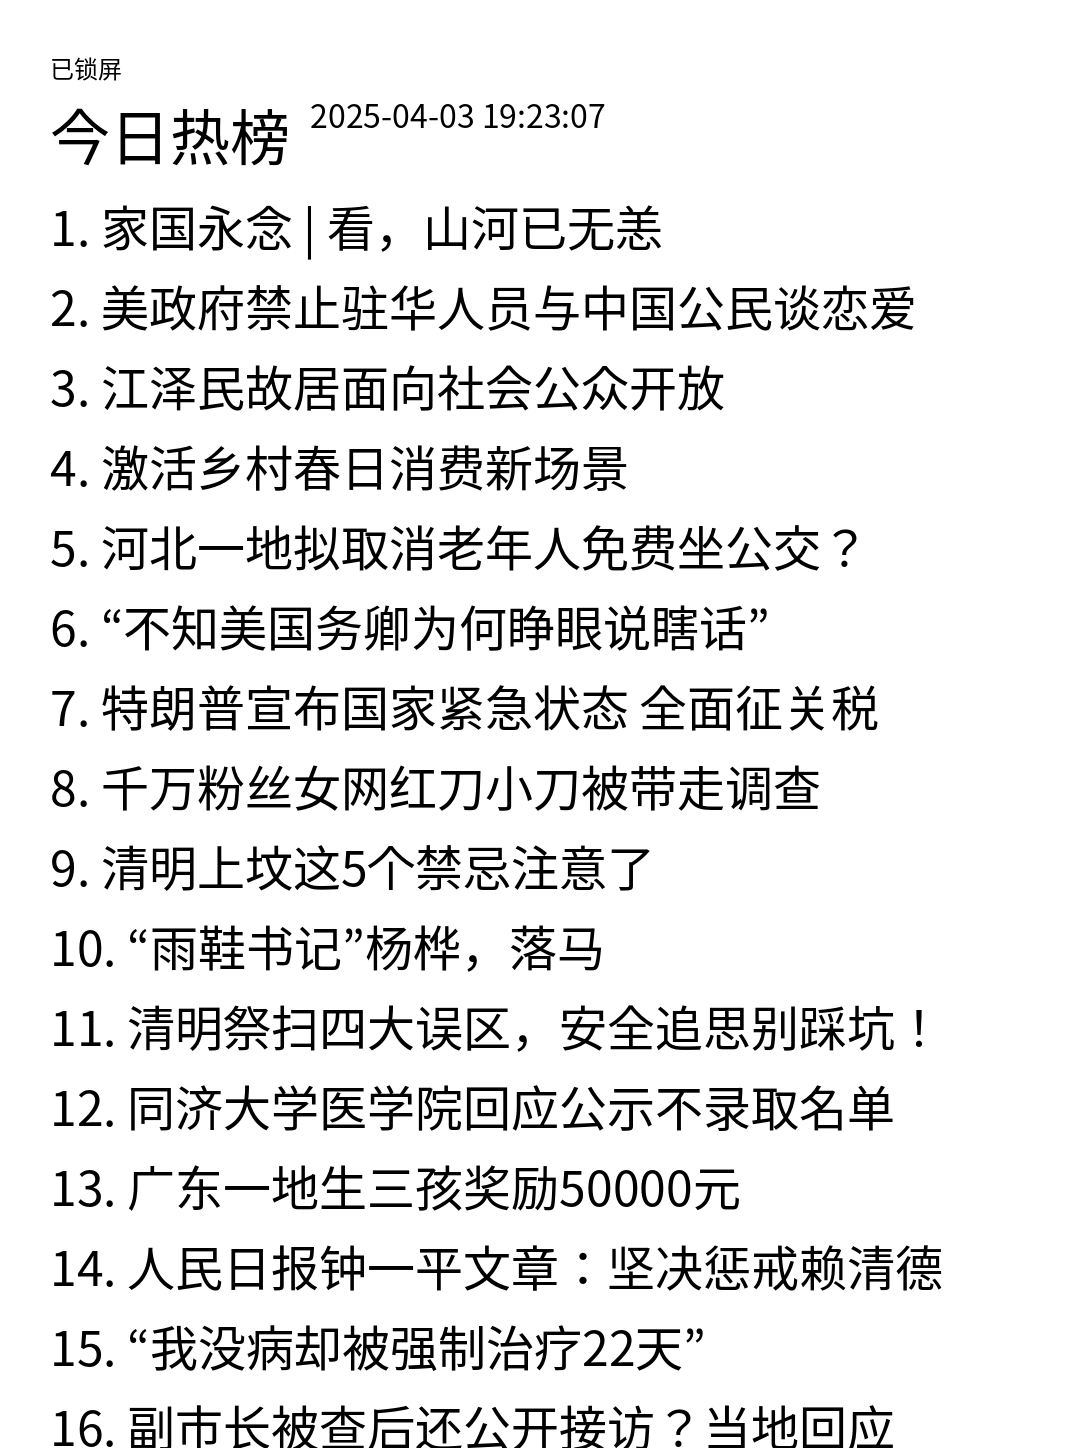 已锁屏
今日热榜 2025-04-03 19:23:07
1. 家国永念 | 看，山河已无恙
2. 美政府禁止驻华人员与中国公民谈恋爱
3. 江泽民故居面向社会公众开放
4. 激活乡村春日消费新场景
5. 河北一地拟取消老年人免费坐公交？
6. “不知美国务卿为何睁眼说瞎话”
7. 特朗普宣布国家紧急状态 全面征关税
8. 千万粉丝女网红刀小刀被带走调查
9. 清明上坟这5个禁忌注意了
10. “雨鞋书记”杨桦，落马
11. 清明祭扫四大误区，安全追思别踩坑！
12. 同济大学医学院回应公示不录取名单
13. 广东一地生三孩奖励50000元
14. 人民日报钟一平文章：坚决惩戒赖清德
15. “我没病却被强制治疗22天”
16. 副市长被查后还公开接访？当地回应